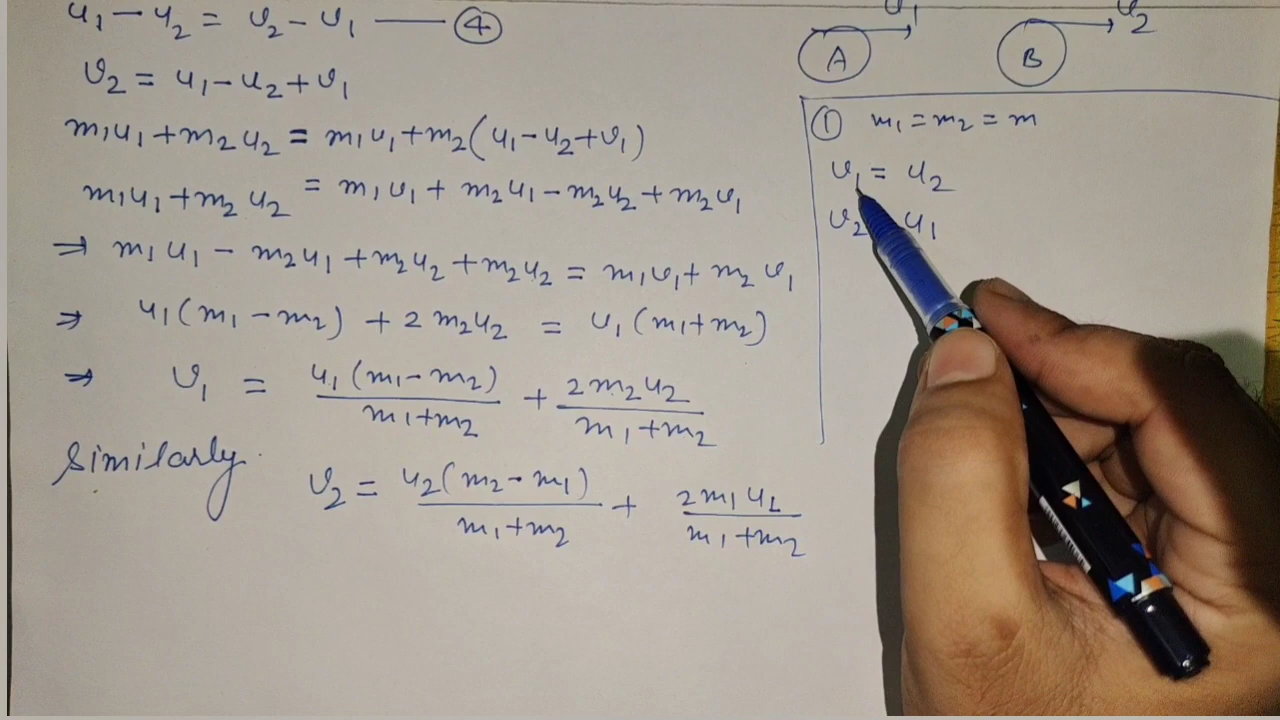 u₁ - u₂ = v₂ - v₁ —— ④
v₂ = u₁ - u₂ + v₁
m₁u₁ + m₂u₂ = m₁v₁ + m₂(u₁ - u₂ + v₁)
m₁u₁ + m₂u₂ = m₁v₁ + m₂u₁ - m₂u₂ + m₂v₁
⇒ m₁u₁ - m₂u₁ + m₂u₂ + m₂u₂ = m₁v₁ + m₂v₁
⇒ u₁(m₁ - m₂) + 2m₂u₂ = v₁(m₁ + m₂)
⇒ v₁ = u₁(m₁ - m₂)/m₁+m₂ + 2m₂u₂/m₁+m₂
Similarly
v₂ = u₂(m₂ - m₁)/m₁+m₂ + 2m₁u₂/m₁+m₂
v₁ v₂
A B
① m₁ = m₂ = m
v₁ = u₂
v₂ u₁